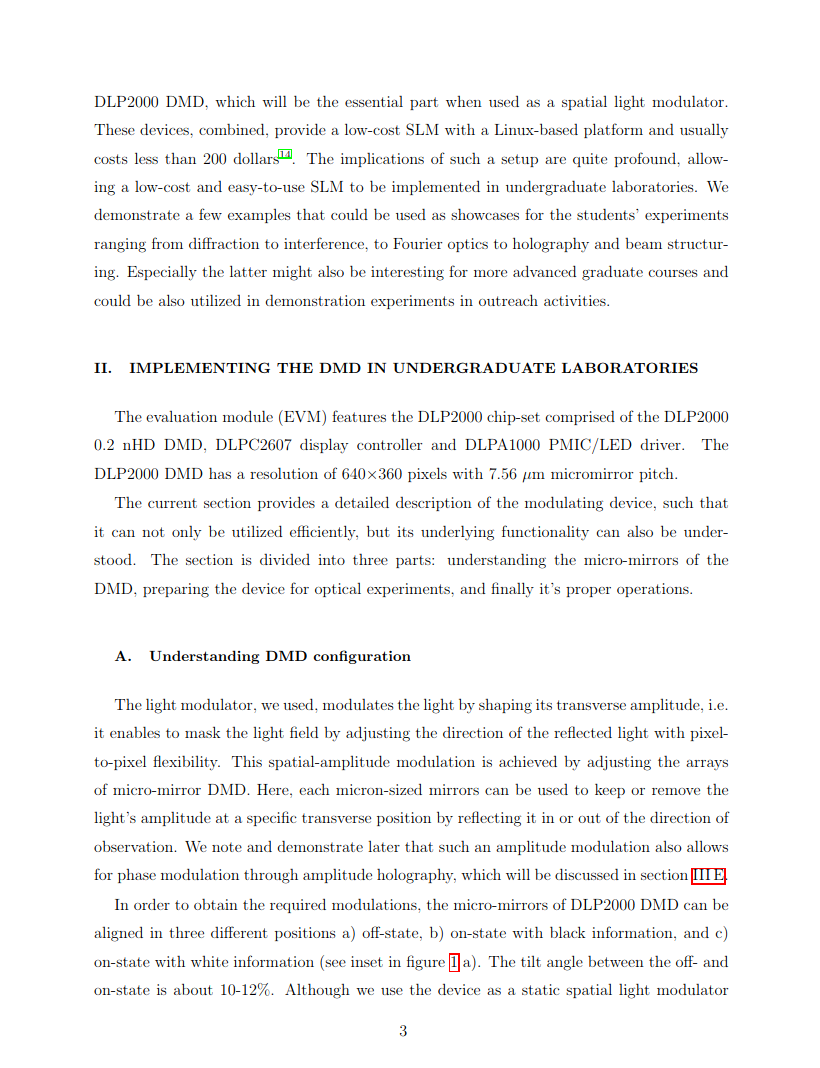 DLP2000 DMD, which will be the essential part when used as a spatial light modulator.
These devices, combined, provide a low-cost SLM with a Linux-based platform and usually
costs less than 200 dollars14. The implications of such a setup are quite profound, allow-
ing a low-cost and easy-to-use SLM to be implemented in undergraduate laboratories. We
demonstrate a few examples that could be used as showcases for the students' experiments
ranging from diffraction to interference, to Fourier optics to holography and beam structur-
ing. Especially the latter might also be interesting for more advanced graduate courses and
could be also utilized in demonstration experiments in outreach activities.
II. IMPLEMENTING THE DMD IN UNDERGRADUATE LABORATORIES
The evaluation module (EVM) features the DLP2000 chip-set comprised of the DLP2000
0.2 nHD DMD, DLPC2607 display controller and DLPA1000 PMIC/LED driver. The
DLP2000 DMD has a resolution of 640×360 pixels with 7.56 μm micromirror pitch.
The current section provides a detailed description of the modulating device, such that
it can not only be utilized efficiently, but its underlying functionality can also be under-
stood. The section is divided into three parts: understanding the micro-mirrors of the
DMD, preparing the device for optical experiments, and finally it's proper operations.
A. Understanding DMD configuration
The light modulator, we used, modulates the light by shaping its transverse amplitude, i.e.
it enables to mask the light field by adjusting the direction of the reflected light with pixel-
to-pixel flexibility. This spatial-amplitude modulation is achieved by adjusting the arrays
of micro-mirror DMD. Here, each micron-sized mirrors can be used to keep or remove the
light's amplitude at a specific transverse position by reflecting it in or out of the direction of
observation. We note and demonstrate later that such an amplitude modulation also allows
for phase modulation through amplitude holography, which will be discussed in section III E.
In order to obtain the required modulations, the micro-mirrors of DLP2000 DMD can be
aligned in three different positions a) off-state, b) on-state with black information, and c)
on-state with white information (see inset in figure 1 a). The tilt angle between the off- and
on-state is about 10-12%. Although we use the device as a static spatial light modulator
3